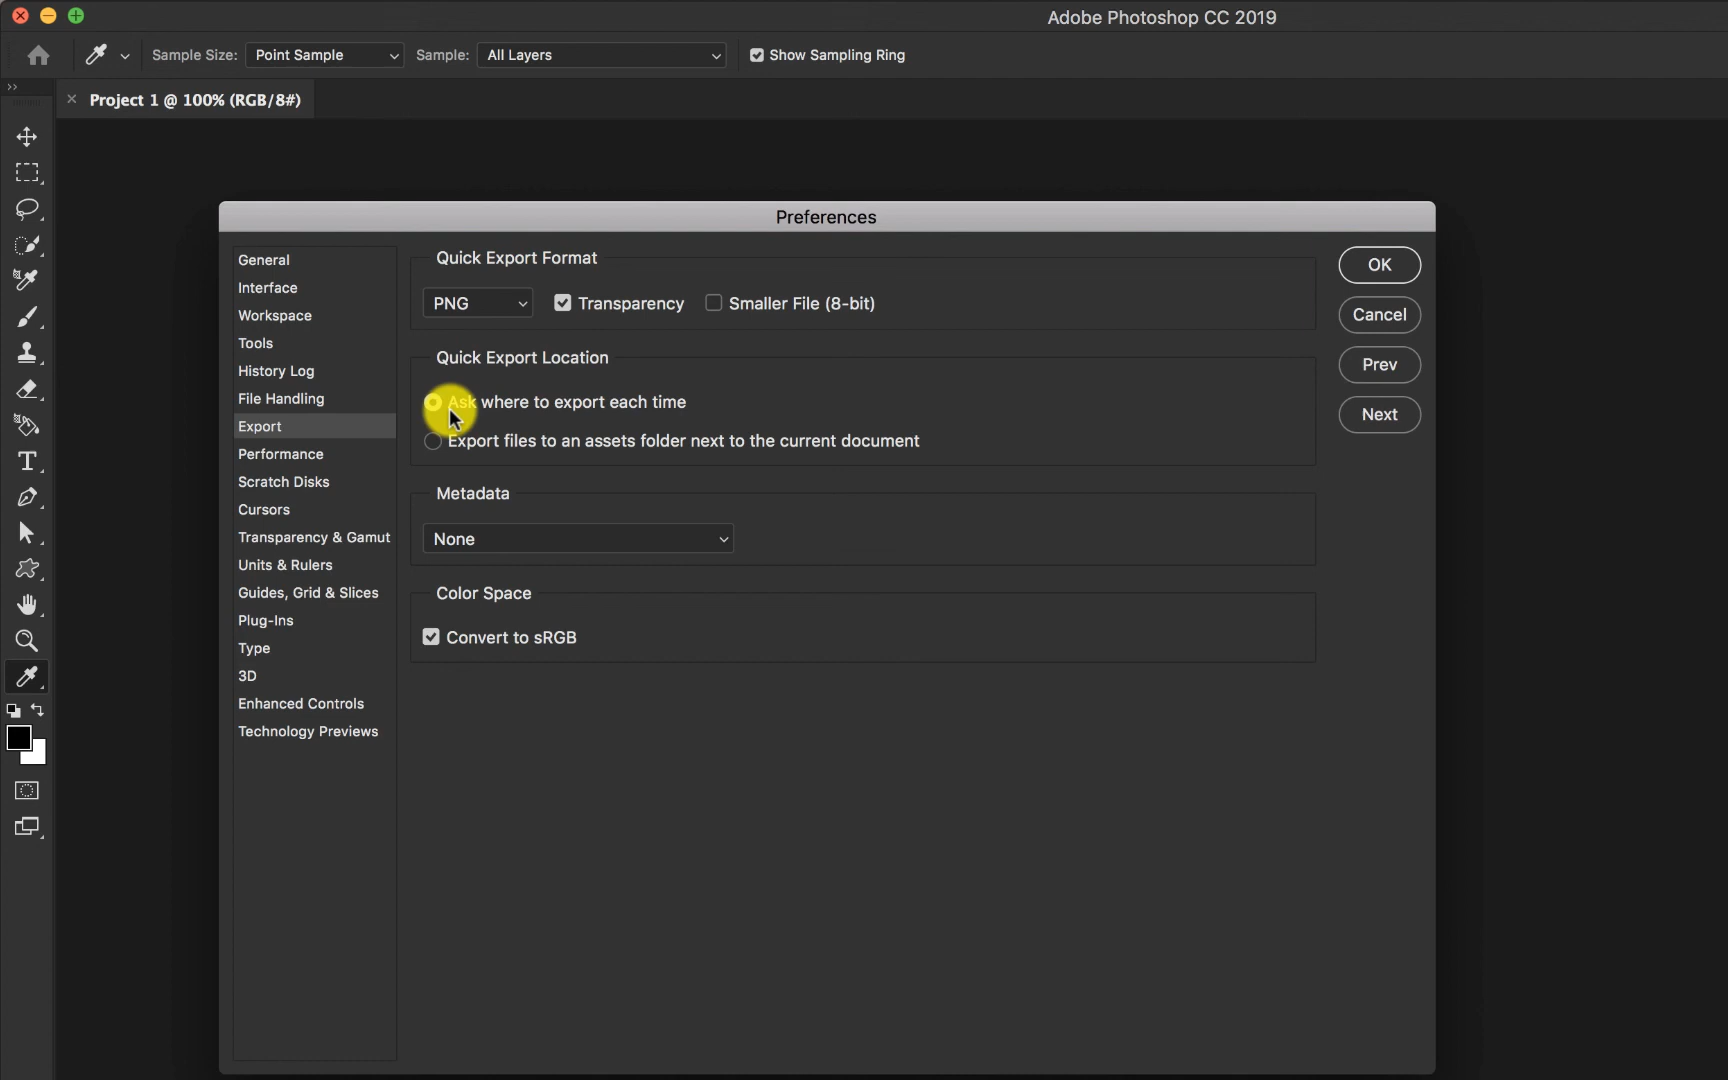 Adobe Photoshop CC 2019
Sample Size: Point Sample Sample: All Layers Show Sampling Ring
Project 1 @ 100% (RGB/8#)
Preferences
General
Interface
Workspace
Tools
History Log
File Handling
Export
Performance
Scratch Disks
Cursors
Transparency & Gamut
Units & Rulers
Guides, Grid & Slices
Plug-Ins
Type
3D
Enhanced Controls
Technology Previews
Quick Export Format
PNG Transparency Smaller File (8-bit)
Quick Export Location
Ask where to export each time
Export files to an assets folder next to the current document
Metadata
None
Color Space
Convert to sRGB
OK
Cancel
Prev
Next